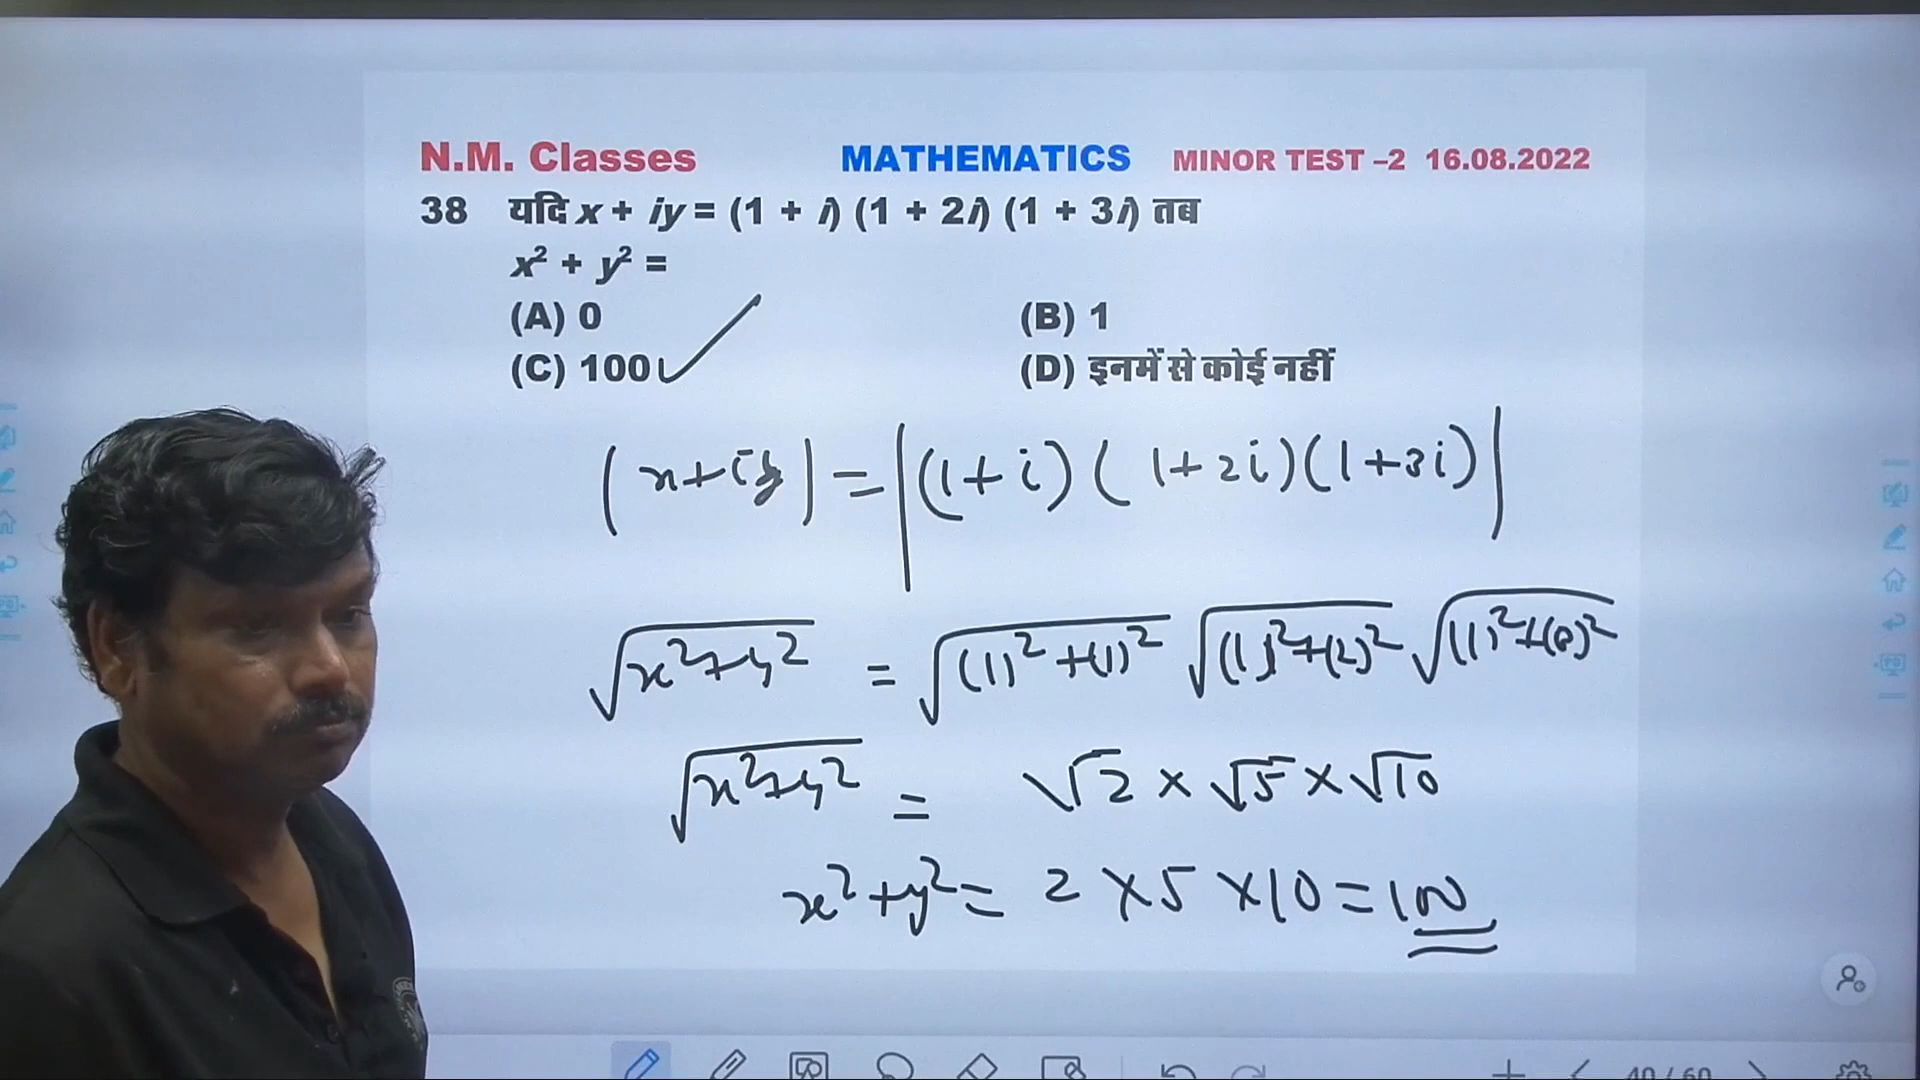 N.M. Classes MATHEMATICS MINOR TEST –2 16.08.2022
38 यदि x + iy = (1 + i) (1 + 2i) (1 + 3i) तब
x² + y² =
(A) 0 (B) 1
(C) 100 (D) इनमें से कोई नहीं
|x+iy| = |(1+i)(1+2i)(1+3i)|
√x²+y² = √(1)²+(1)² √(1)²+(2)² √(1)²+(3)²
√x²+y² = √2 × √5 × √10
x²+y² = 2 × 5 × 10 = 100
40 / 60